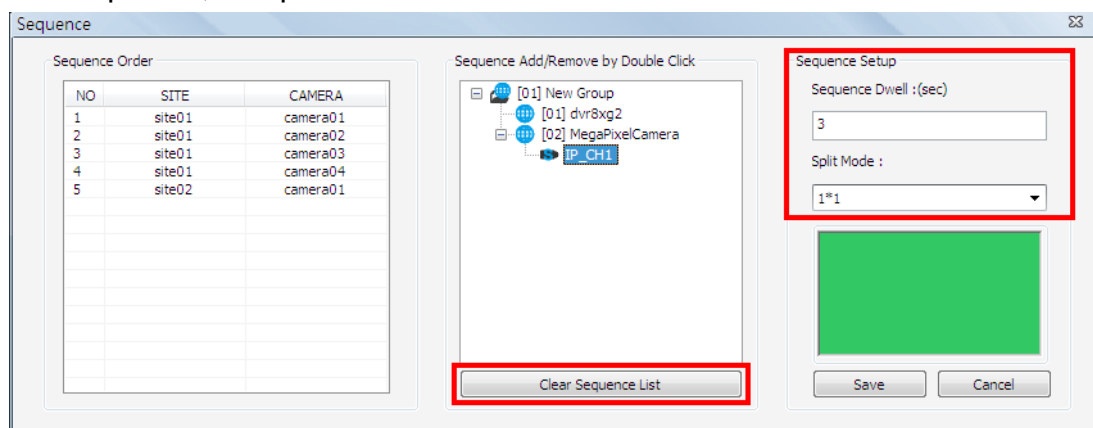 Sequence
Sequence Order
NO SITE CAMERA
1 site01 camera01
2 site01 camera02
3 site01 camera03
4 site01 camera04
5 site02 camera01
Sequence Add/Remove by Double Click
[01] New Group
[01] dvr8xg2
[02] MegaPixelCamera
IP_CH1
Clear Sequence List
Sequence Setup
Sequence Dwell :(sec)
3
Split Mode :
1*1
Save Cancel